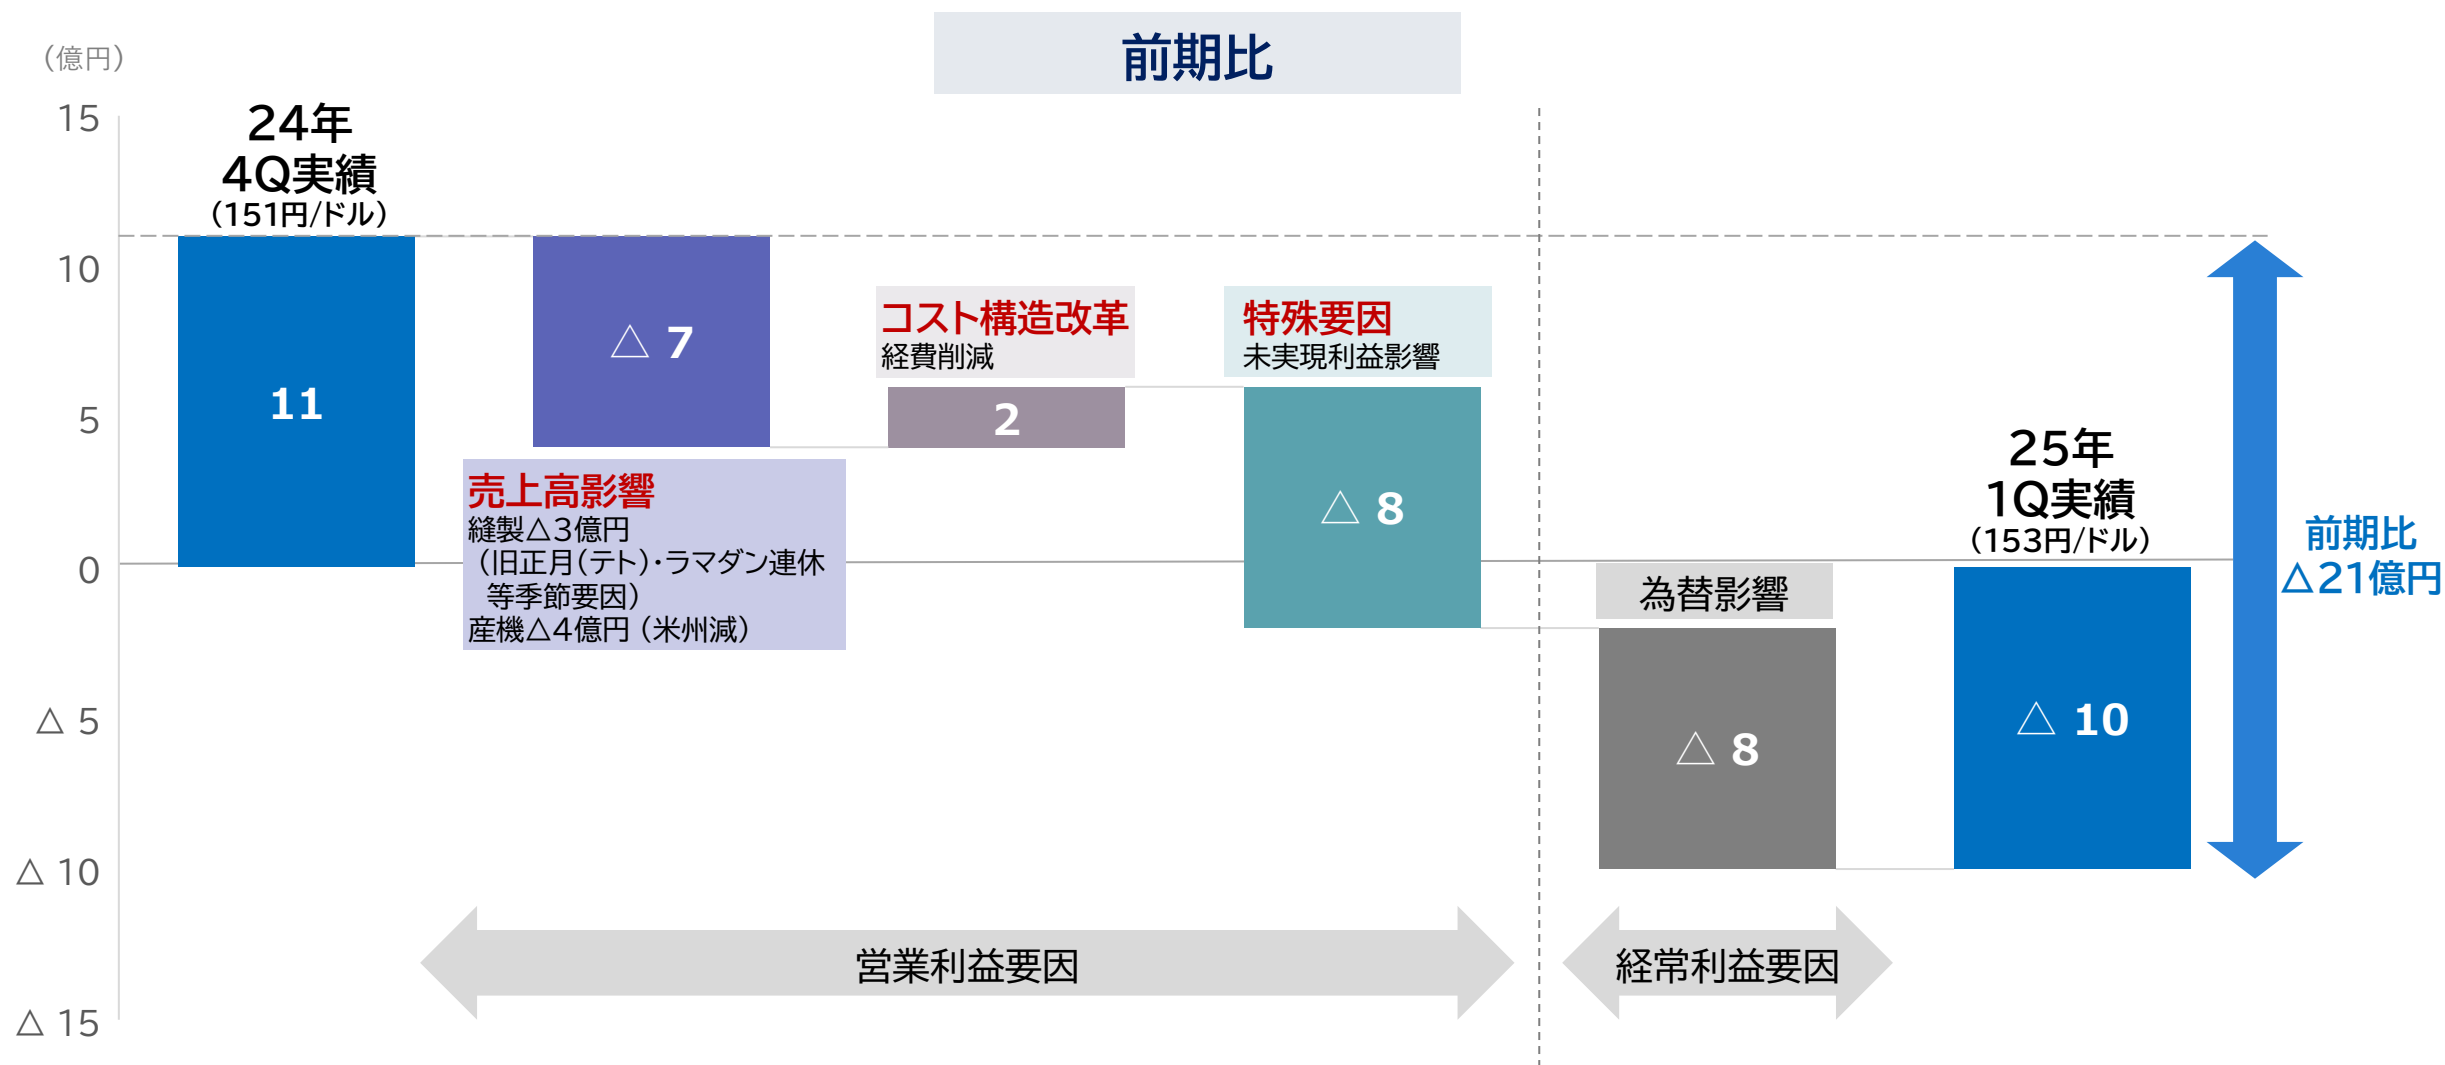 前期比
（億円）
15
10
5
0
△ 5
△ 10
△ 15
24年
4Q実績
（151円/ドル）
11
△ 7
売上高影響
縫製△3億円
（旧正月（テト）・ラマダン連休
等季節要因）
産機△4億円（米州減）
コスト構造改革
経費削減
2
特殊要因
未実現利益影響
△ 8
為替影響
△ 8
25年
1Q実績
（153円/ドル）
△ 10
前期比
△21億円
営業利益要因
経常利益要因